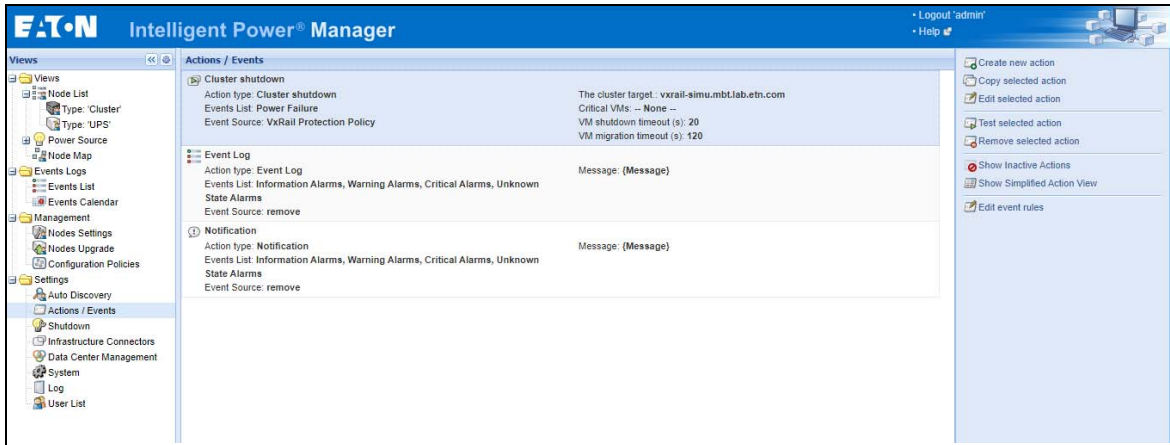 EATON
Intelligent Power® Manager
• Logout 'admin'
• Help
Views
Views
Node List
Type: 'Cluster'
Type: 'UPS'
Power Source
Node Map
Events Logs
Events List
Events Calendar
Management
Nodes Settings
Nodes Upgrade
Configuration Policies
Settings
Auto Discovery
Actions / Events
Shutdown
Infrastructure Connectors
Data Center Management
System
Log
User List
Actions / Events
Cluster shutdown
Action type: Cluster shutdown
Events List: Power Failure
Event Source: VxRail Protection Policy
The cluster target.: vxrail-simu.mbt.lab.etn.com
Critical VMs: -- None --
VM shutdown timeout (s): 20
VM migration timeout (s): 120
Event Log
Action type: Event Log
Events List: Information Alarms, Warning Alarms, Critical Alarms, Unknown
State Alarms
Event Source: remove
Message: {Message}
Notification
Action type: Notification
Events List: Information Alarms, Warning Alarms, Critical Alarms, Unknown
State Alarms
Event Source: remove
Message: {Message}
Create new action
Copy selected action
Edit selected action
Test selected action
Remove selected action
Show Inactive Actions
Show Simplified Action View
Edit event rules